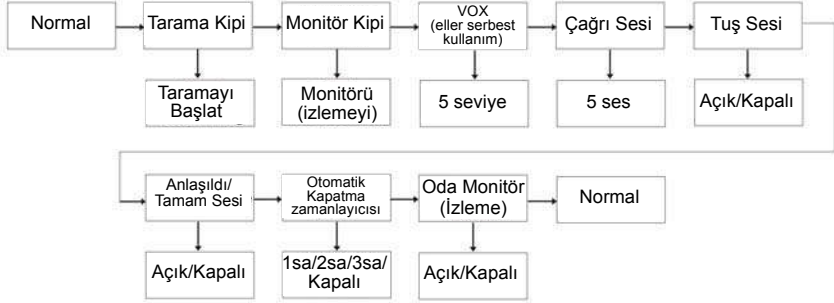 Normal
Tarama Kipi
Monitör Kipi
VOX
(eller serbest
kullanım)
Çağrı Sesi
Tuş Sesi
Taramayı
Başlat
Monitörü
(izlemeyi)
5 seviye
5 ses
Açık/Kapalı
Anlaşıldı/
Tamam Sesi
Otomatik
Kapatma
zamanlayıcısı
Oda Monitör
(İzleme)
Normal
Açık/Kapalı
1sa/2sa/3sa/
Kapalı
Açık/Kapalı